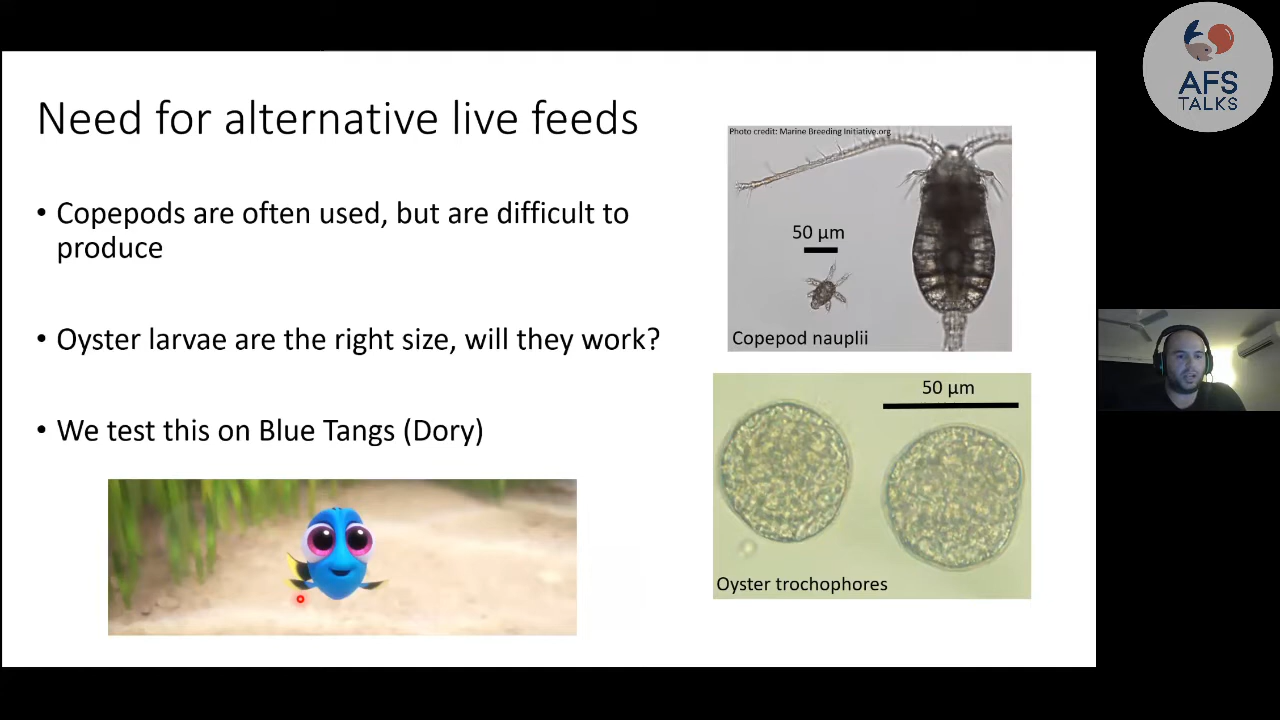 Need for alternative live feeds
• Copepods are often used, but are difficult to
produce
• Oyster larvae are the right size, will they work?
• We test this on Blue Tangs (Dory)
Photo credit: Marine Breeding Initiative.org
50 µm
Copepod nauplii
50 µm
Oyster trochophores
AFS
TALKS